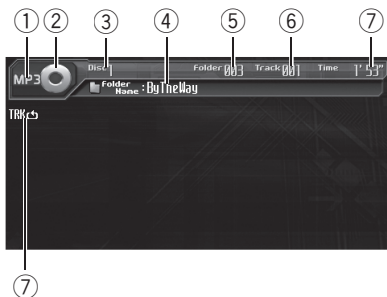 ① ② ③ ④ ⑤ ⑥ ⑦
MP3 Disc 1 Folder 003 Track 001 Time 1'53"
Folder Name : ByTheWay
TRK
⑦